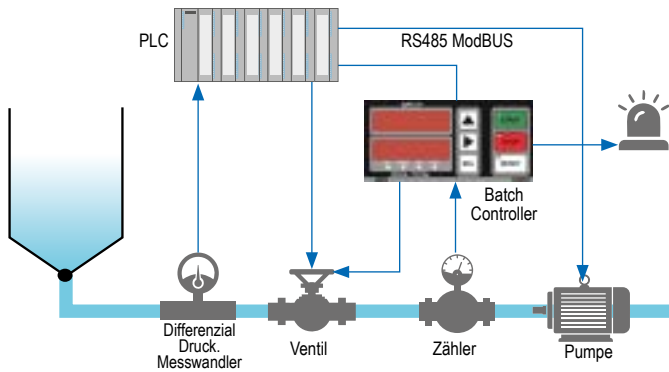 PLC
RS485 ModBUS
Batch
Controller
Differenzial
Druck.
Messwandler
Ventil
Zähler
Pumpe